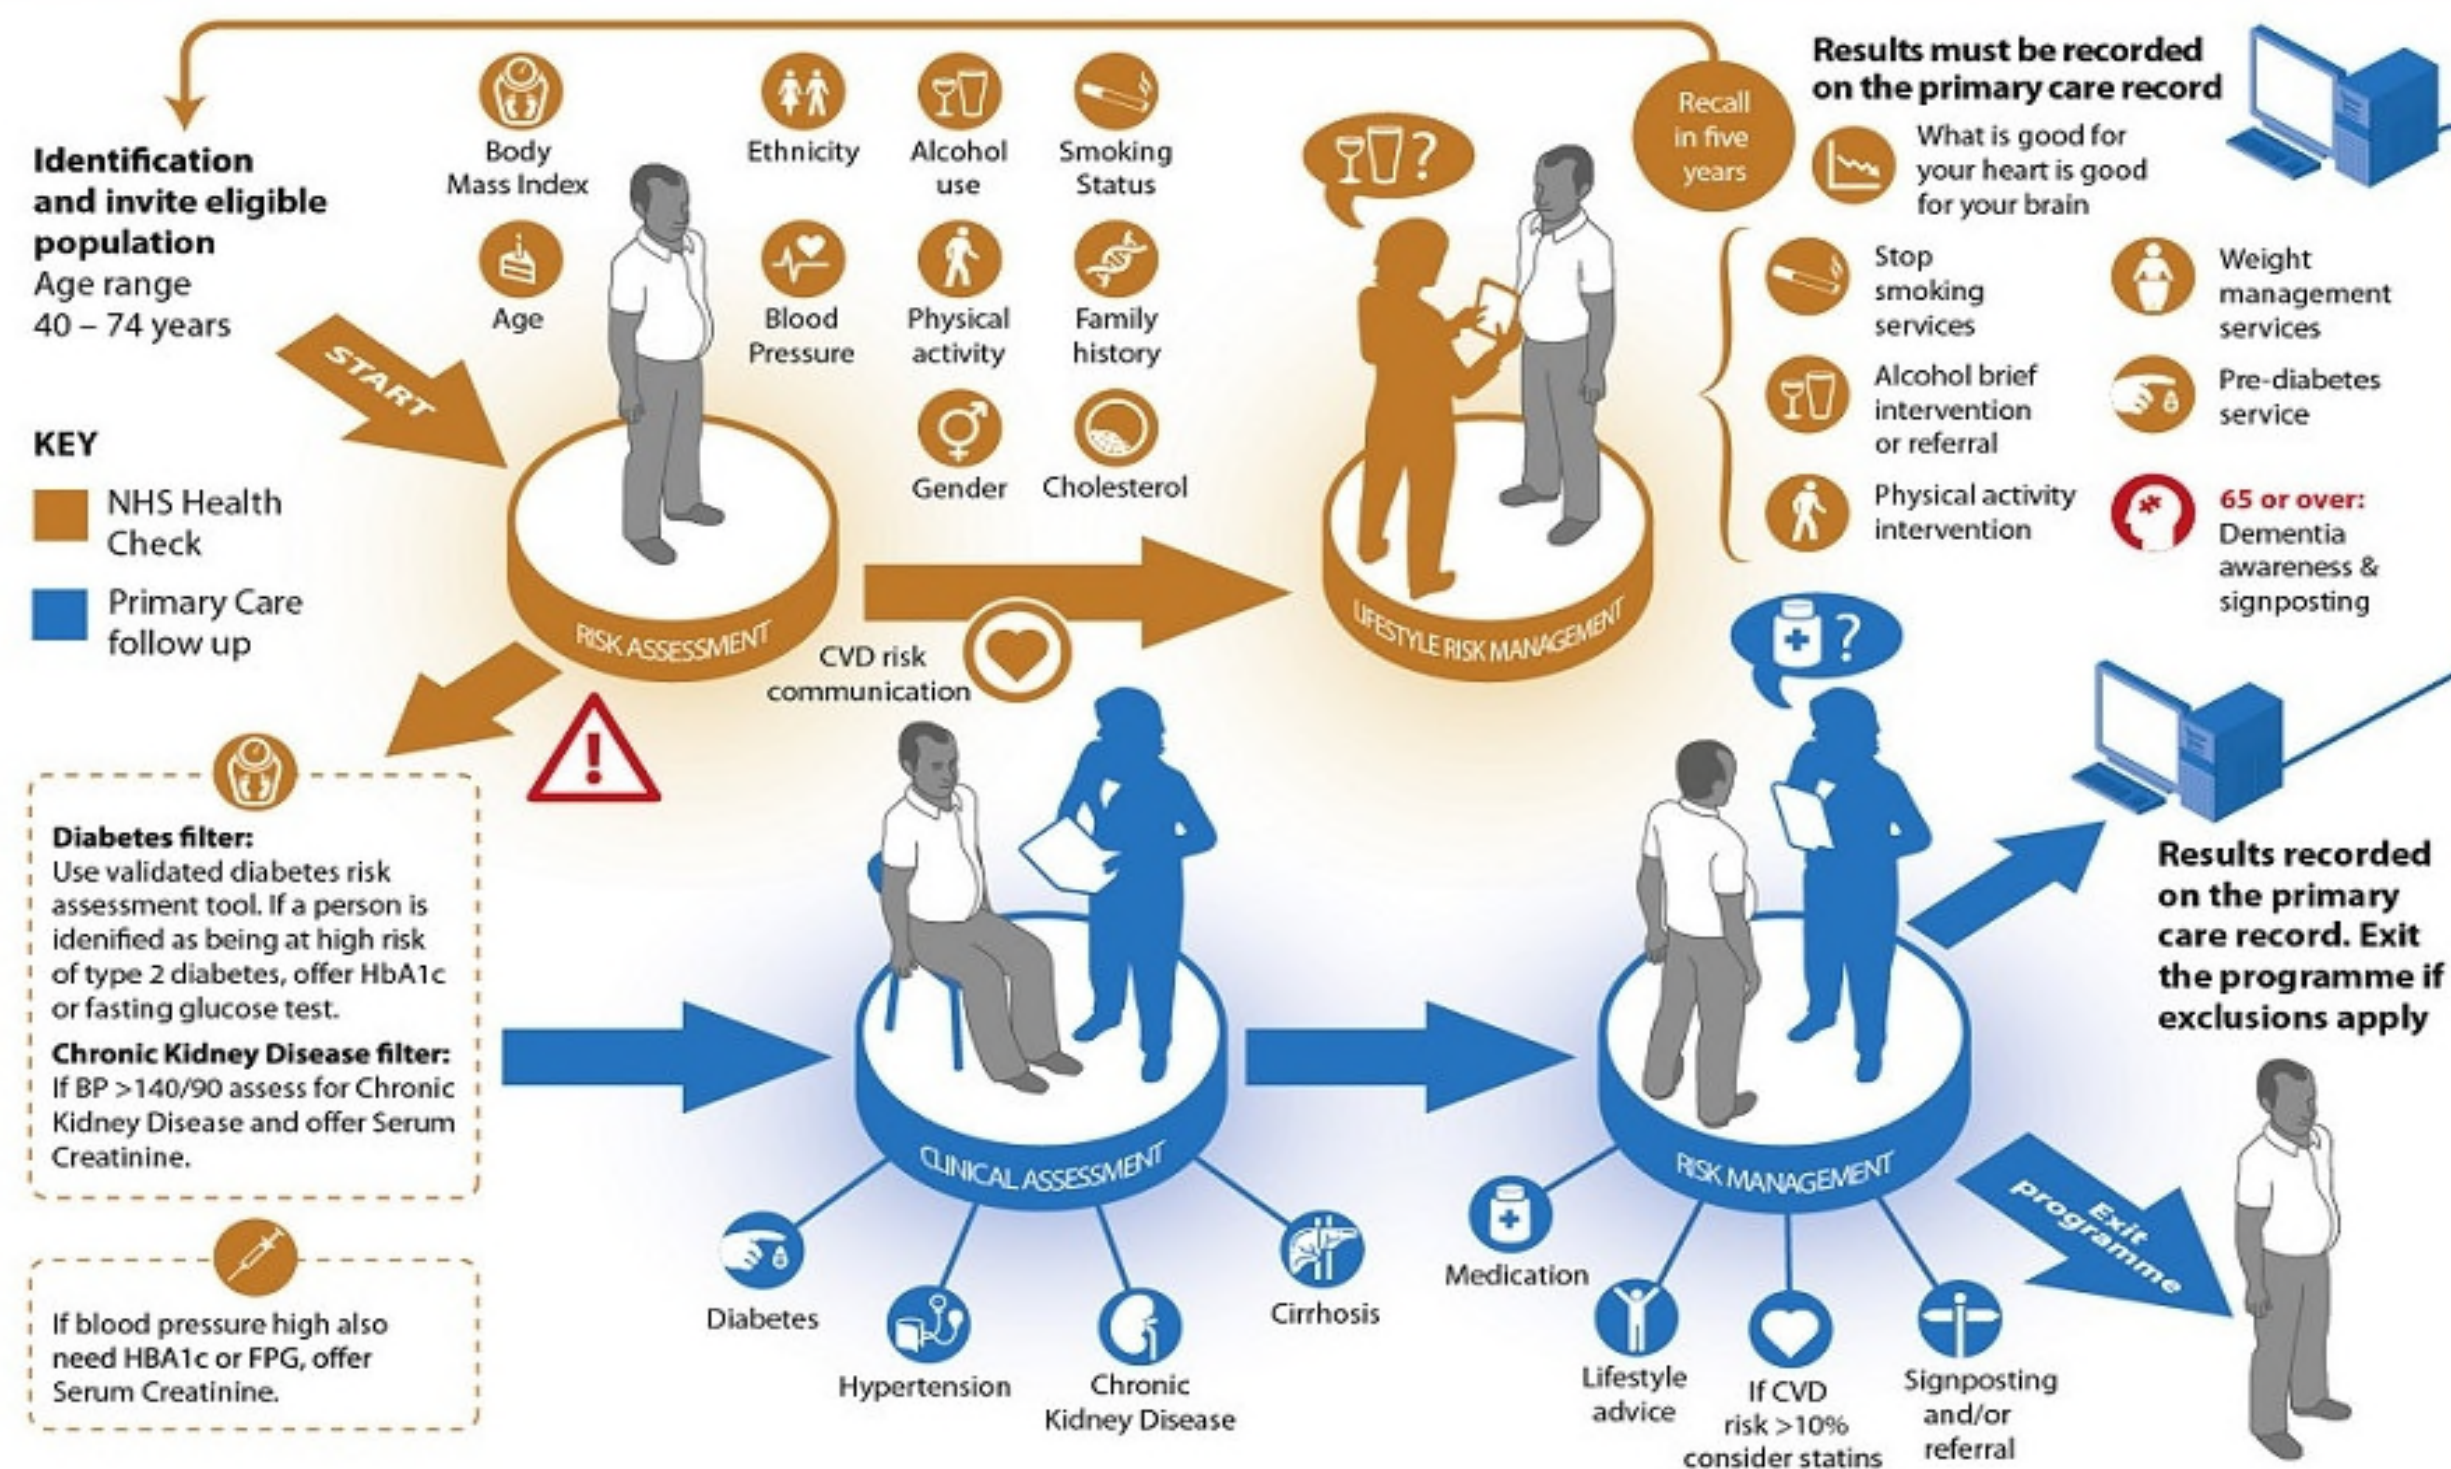 Identification
and invite eligible
population
Age range
40 – 74 years
START
KEY
NHS Health
Check
Primary Care
follow up
Body
Mass Index
Ethnicity
Alcohol
use
Smoking
Status
Age
Blood
Pressure
Physical
activity
Family
history
Gender
Cholesterol
RISK ASSESSMENT
CVD risk
communication
?
LIFESTYLE RISK MANAGEMENT
Recall
in five
years
Results must be recorded
on the primary care record
What is good for
your heart is good
for your brain
Stop
smoking
services
Weight
management
services
Alcohol brief
intervention
or referral
Pre-diabetes
service
Physical activity
intervention
65 or over:
Dementia
awareness &
signposting
!
Diabetes filter:
Use validated diabetes risk
assessment tool. If a person is
idenified as being at high risk
of type 2 diabetes, offer HbA1c
or fasting glucose test.
Chronic Kidney Disease filter:
If BP >140/90 assess for Chronic
Kidney Disease and offer Serum
Creatinine.
If blood pressure high also
need HBA1c or FPG, offer
Serum Creatinine.
CLINICAL ASSESSMENT
Diabetes
Hypertension
Chronic
Kidney Disease
Cirrhosis
?
RISK MANAGEMENT
Medication
Lifestyle
advice
If CVD
risk >10%
consider statins
Signposting
and/or
referral
Results recorded
on the primary
care record. Exit
the programme if
exclusions apply
Exit
programme